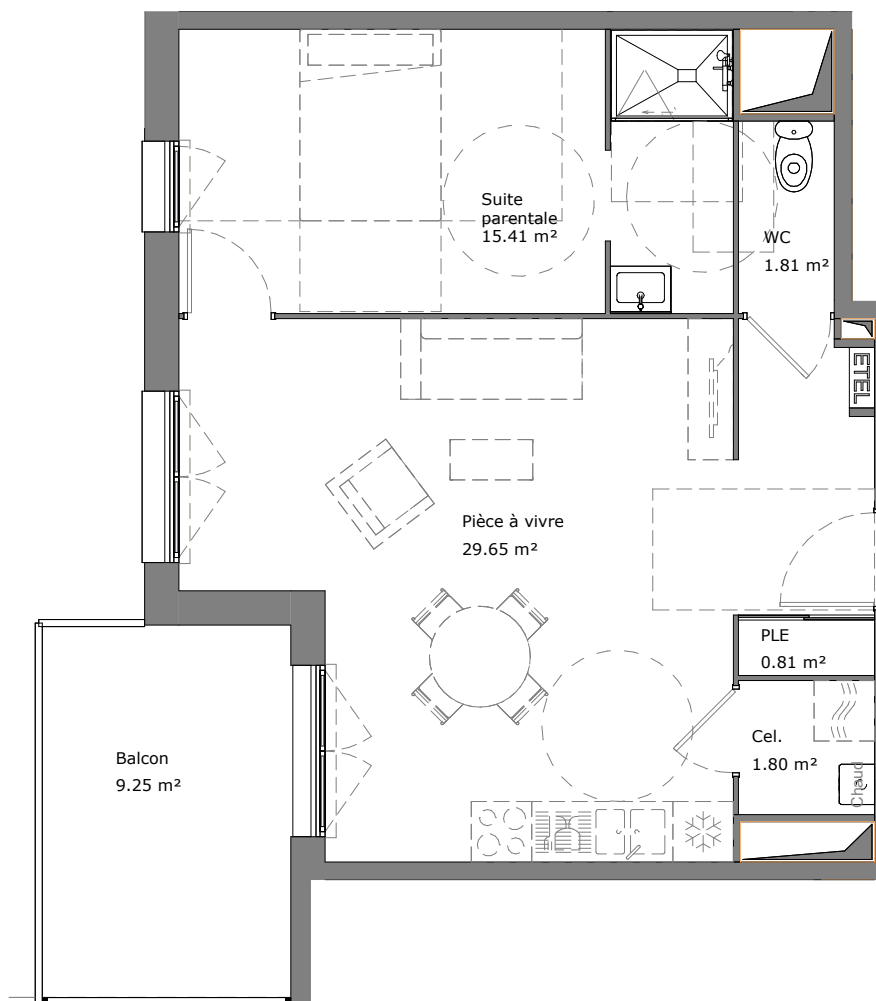 Suite
parentale
15.41 m²
WC
1.81 m²
ETEL
Pièce à vivre
29.65 m²
PLE
0.81 m²
Cel.
1.80 m²
Chaud
Balcon
9.25 m²